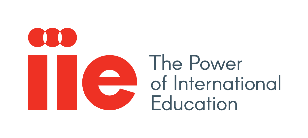 iie
The Power
of International
Education